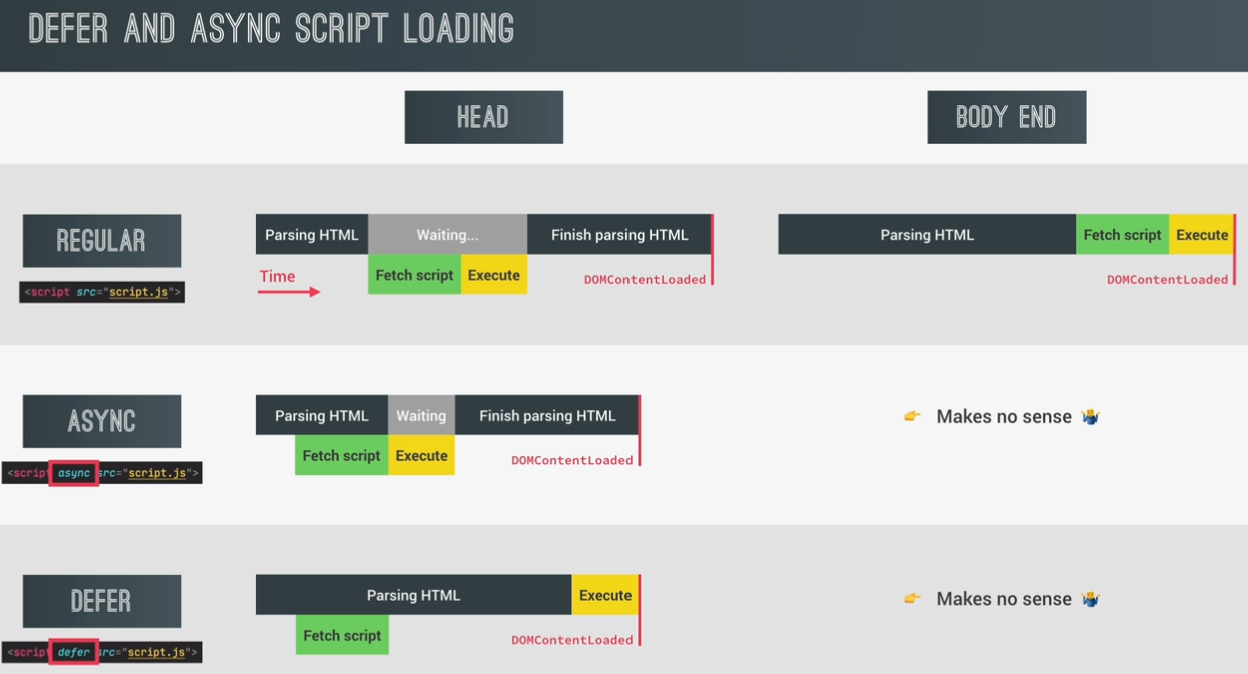 DEFER AND ASYNC SCRIPT LOADING
HEAD
BODY END
REGULAR
<script src="script.js">
Parsing HTML
Waiting...
Finish parsing HTML
Fetch script
Execute
Time
DOMContentLoaded
Parsing HTML
Fetch script
Execute
DOMContentLoaded
ASYNC
<script async src="script.js">
Parsing HTML
Waiting
Finish parsing HTML
Fetch script
Execute
DOMContentLoaded
👉 Makes no sense 🤷‍♂️
DEFER
<script defer src="script.js">
Parsing HTML
Execute
Fetch script
DOMContentLoaded
👉 Makes no sense 🤷‍♂️